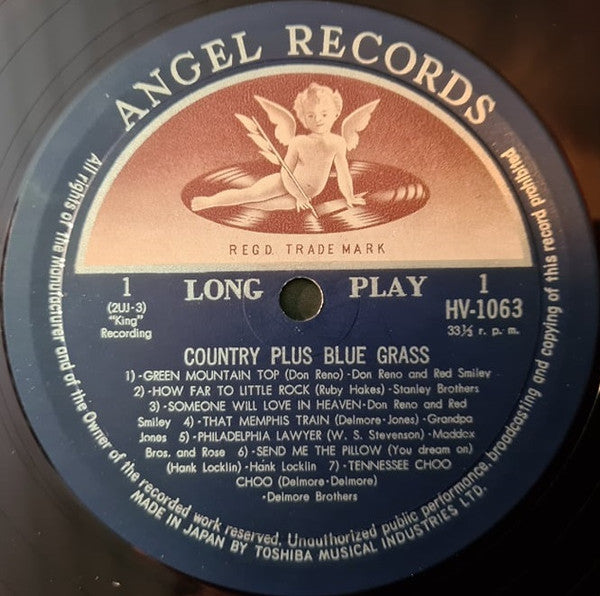 ANGEL RECORDS
REGD. TRADE MARK
1 LONG PLAY 1
(2UJ-3) HV-1063
"King" 33⅓ r. p. m.
Recording
COUNTRY PLUS BLUE GRASS
1)-GREEN MOUNTAIN TOP (Don Reno)-Don Reno and Red Smiley
2)-HOW FAR TO LITTLE ROCK (Ruby Hakes)-Stanley Brothers
3)-SOMEONE WILL LOVE IN HEAVEN-Don Reno and Red
Smiley 4)-THAT MEMPHIS TRAIN (Delmore-Jones)-Grandpa
Jones 5)-PHILADELPHIA LAWYER (W. S. Stevenson)-Maddox
Bros. and Rose 6)-SEND ME THE PILLOW (You dream on)
(Hank Locklin)-Hank Locklin 7)-TENNESSEE CHOO
CHOO (Delmore-Delmore)
-Delmore Brothers
All rights of the Manufacturer and of the Owner of the recorded work reserved. Unauthorized public performance, broadcasting and copying of this record prohibited
MADE IN JAPAN BY TOSHIBA MUSICAL INDUSTRIES LTD.